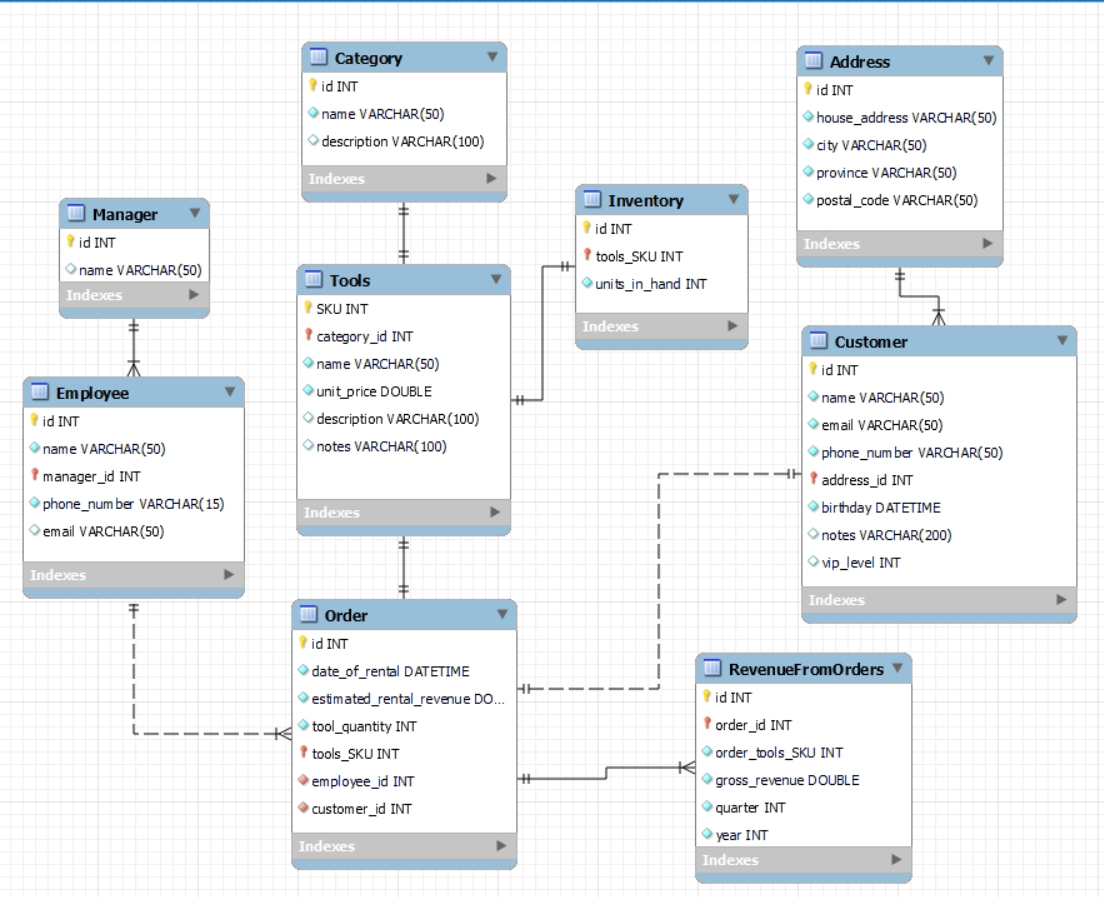 Category
id INT
name VARCHAR(50)
description VARCHAR(100)
Indexes
Address
id INT
house_address VARCHAR(50)
city VARCHAR(50)
province VARCHAR(50)
postal_code VARCHAR(50)
Indexes
Manager
id INT
name VARCHAR(50)
Indexes
Inventory
id INT
tools_SKU INT
units_in_hand INT
Indexes
Tools
SKU INT
category_id INT
name VARCHAR(50)
unit_price DOUBLE
description VARCHAR(100)
notes VARCHAR(100)
Indexes
Customer
id INT
name VARCHAR(50)
email VARCHAR(50)
phone_number VARCHAR(50)
address_id INT
birthday DATETIME
notes VARCHAR(200)
vip_level INT
Indexes
Employee
id INT
name VARCHAR(50)
manager_id INT
phone_number VARCHAR(15)
email VARCHAR(50)
Indexes
Order
id INT
date_of_rental DATETIME
estimated_rental_revenue DO...
tool_quantity INT
tools_SKU INT
employee_id INT
customer_id INT
Indexes
RevenueFromOrders
id INT
order_id INT
order_tools_SKU INT
gross_revenue DOUBLE
quarter INT
year INT
Indexes